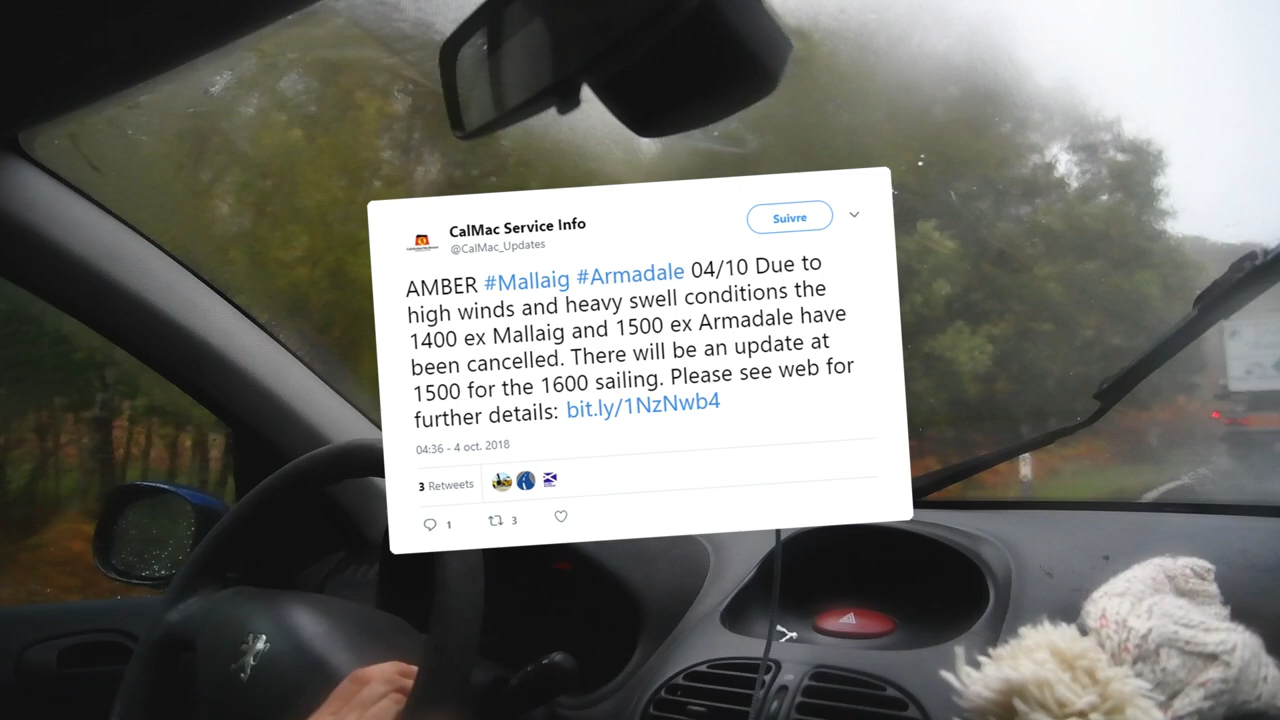 CalMac Service Info
@CalMac_Updates
Suivre
AMBER #Mallaig #Armadale 04/10 Due to
high winds and heavy swell conditions the
1400 ex Mallaig and 1500 ex Armadale have
been cancelled. There will be an update at
1500 for the 1600 sailing. Please see web for
further details: bit.ly/1NzNwb4
04:36 - 4 oct. 2018
3 Retweets
1
3